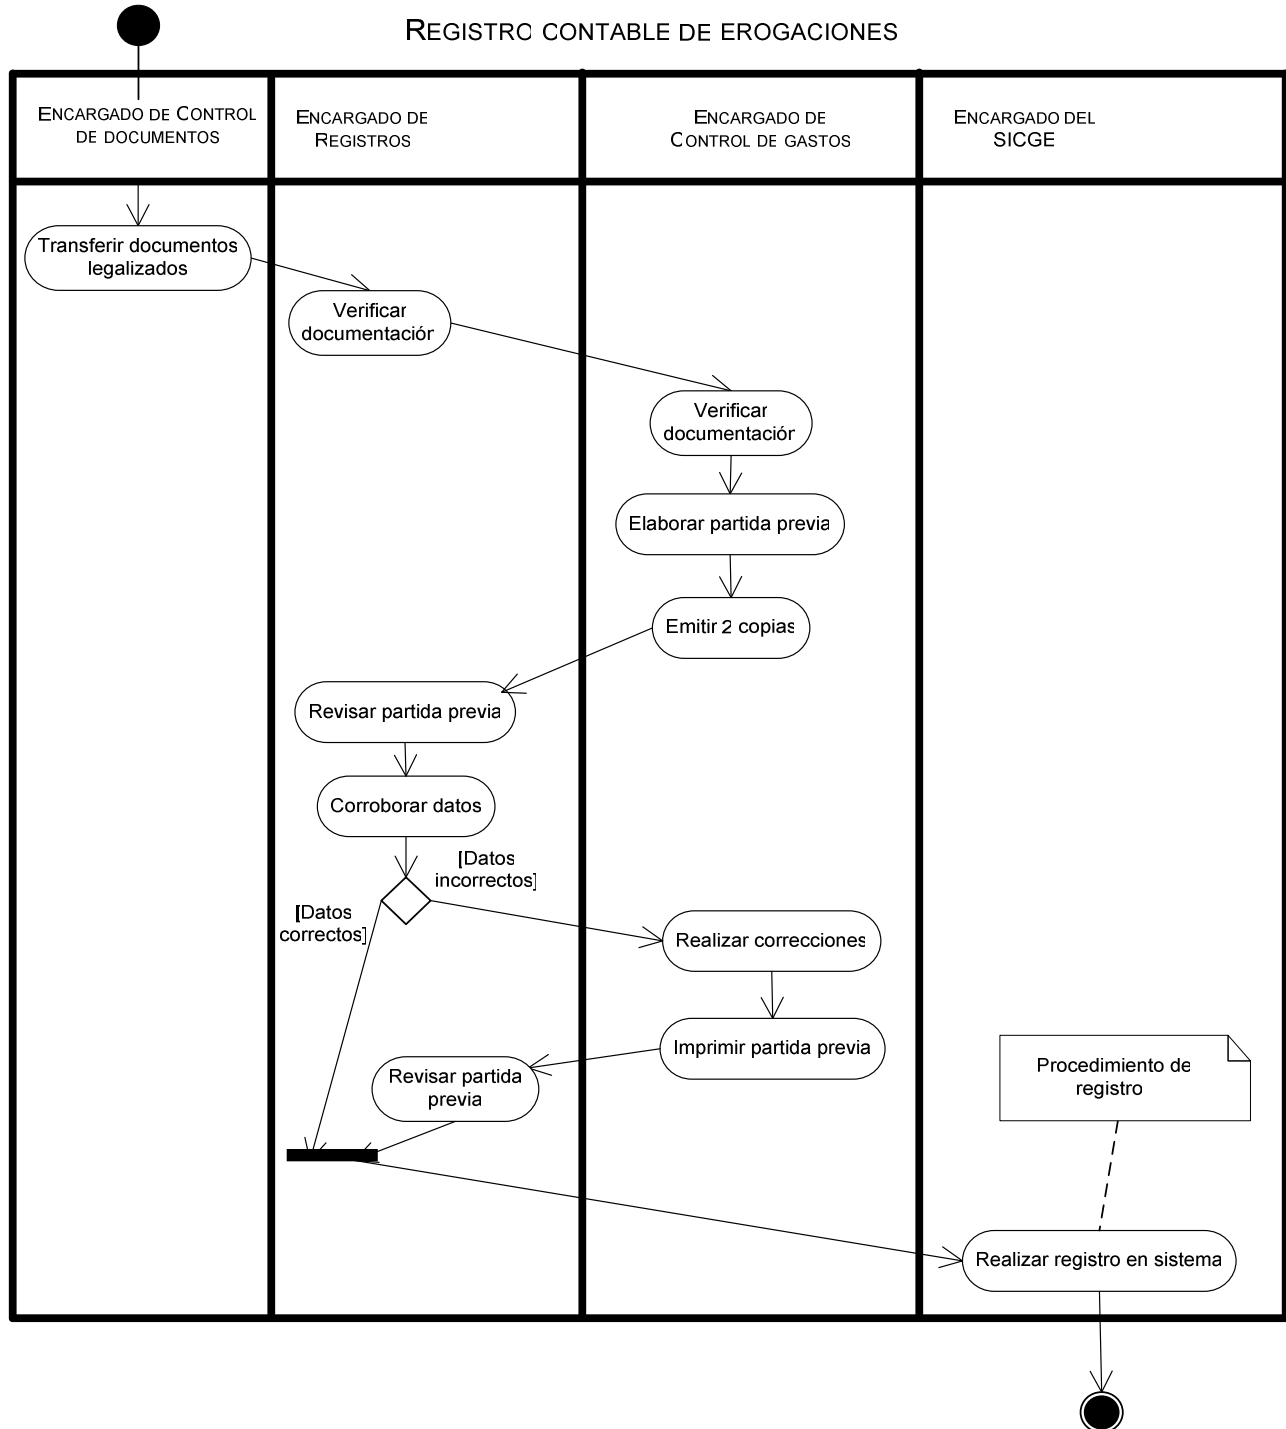 REGISTRO CONTABLE DE EROGACIONES
ENCARGADO DE CONTROL
DE DOCUMENTOS
ENCARGADO DE
REGISTROS
ENCARGADO DE
CONTROL DE GASTOS
ENCARGADO DEL
SICGE
Transferir documentos
legalizados
Verificar
documentación
Verificar
documentación
Elaborar partida previa
Emitir 2 copias
Revisar partida previa
Corroborar datos
[Datos
incorrectos]
[Datos
correctos]
Realizar correcciones
Imprimir partida previa
Revisar partida
previa
Procedimiento de
registro
Realizar registro en sistema